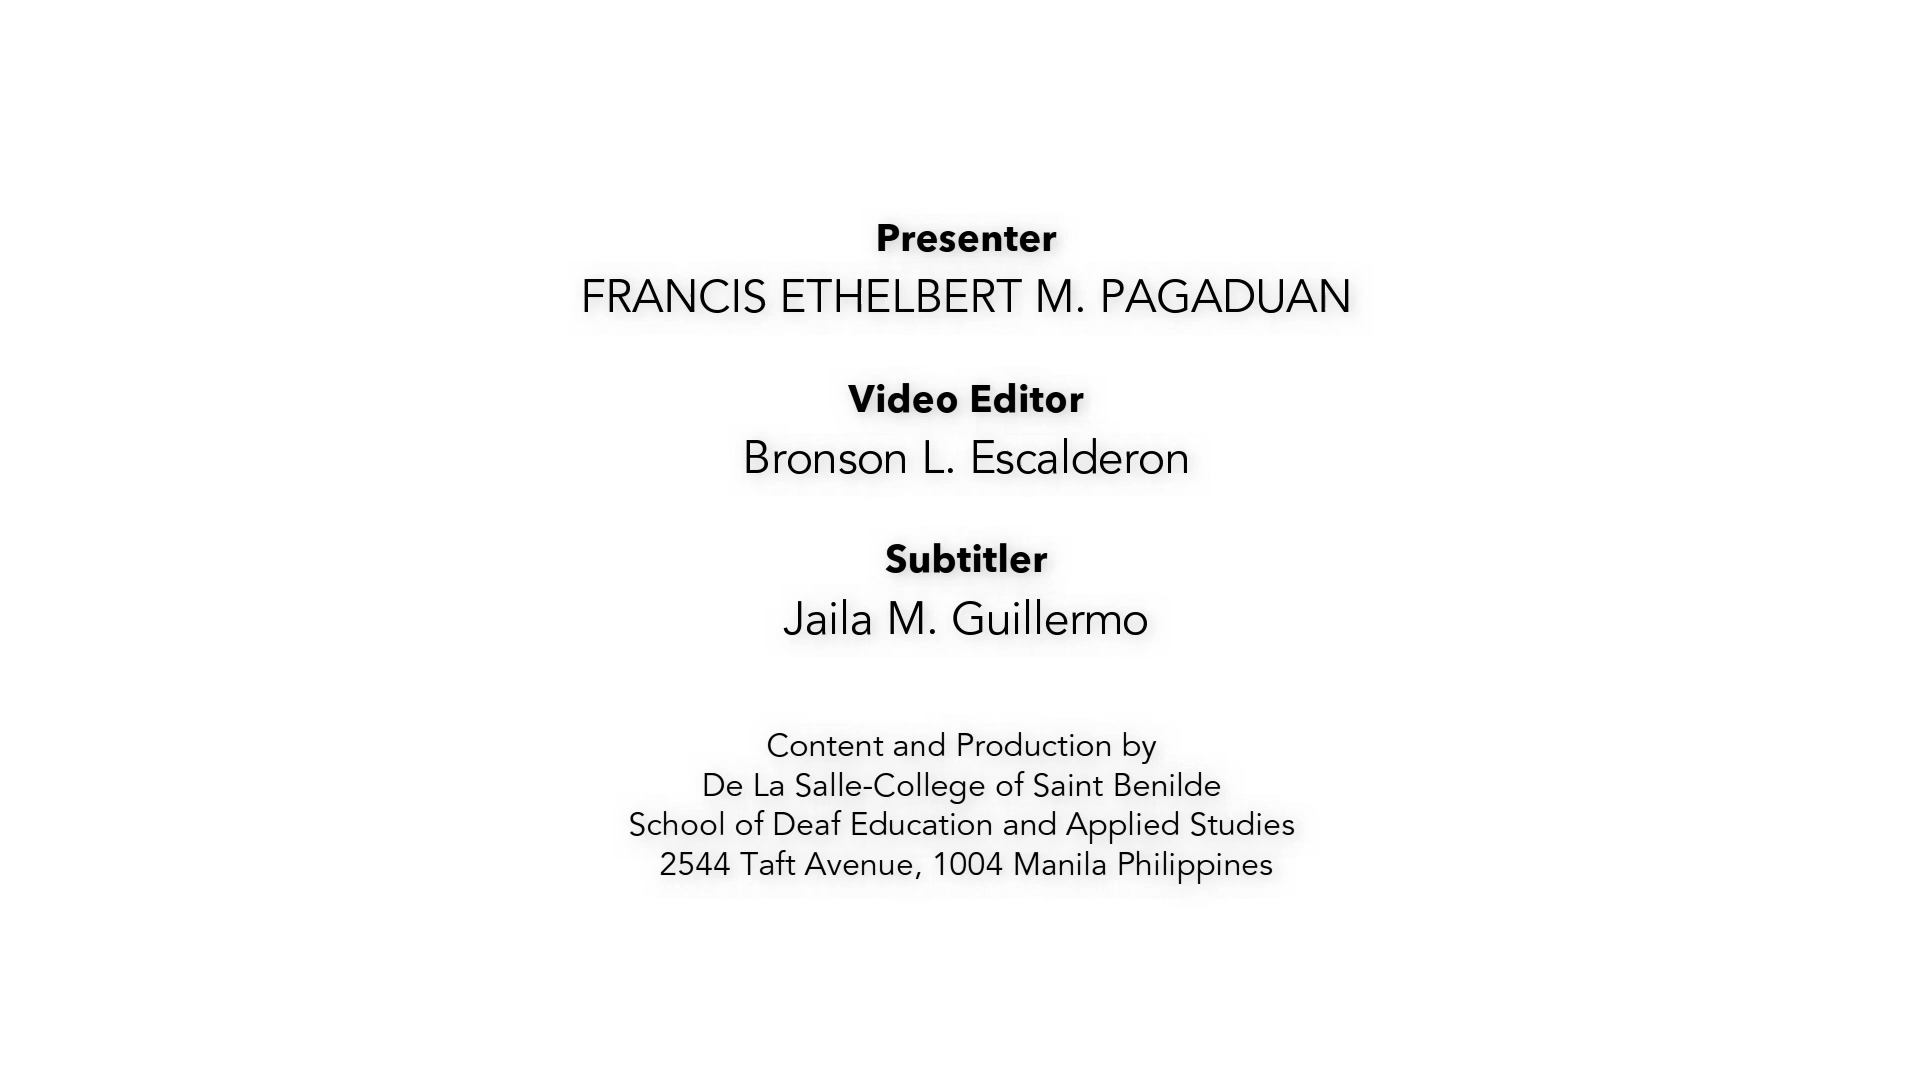 Presenter
FRANCIS ETHELBERT M. PAGADUAN
Video Editor
Bronson L. Escalderon
Subtitler
Jaila M. Guillermo
Content and Production by
De La Salle-College of Saint Benilde
School of Deaf Education and Applied Studies
2544 Taft Avenue, 1004 Manila Philippines